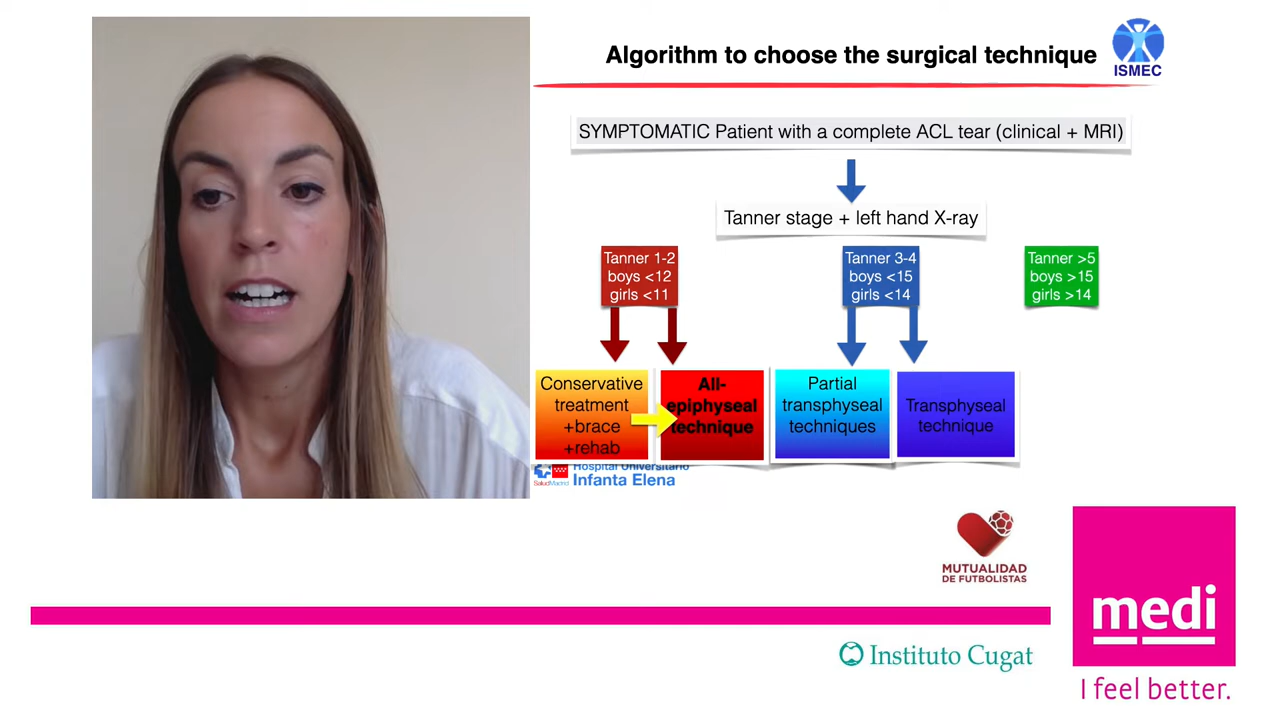 Algorithm to choose the surgical technique
ISMEC
SYMPTOMATIC Patient with a complete ACL tear (clinical + MRI)
Tanner stage + left hand X-ray
Tanner 1-2
boys <12
girls <11
Tanner 3-4
boys <15
girls <14
Tanner >5
boys >15
girls >14
Conservative
treatment
+brace
+rehab
All-
epiphyseal
technique
Partial
transphyseal
techniques
Transphyseal
technique
SaludMadrid
Hospital Universitario
Infanta Elena
MUTUALIDAD
DE FUTBOLISTAS
medi
Instituto Cugat
I feel better.